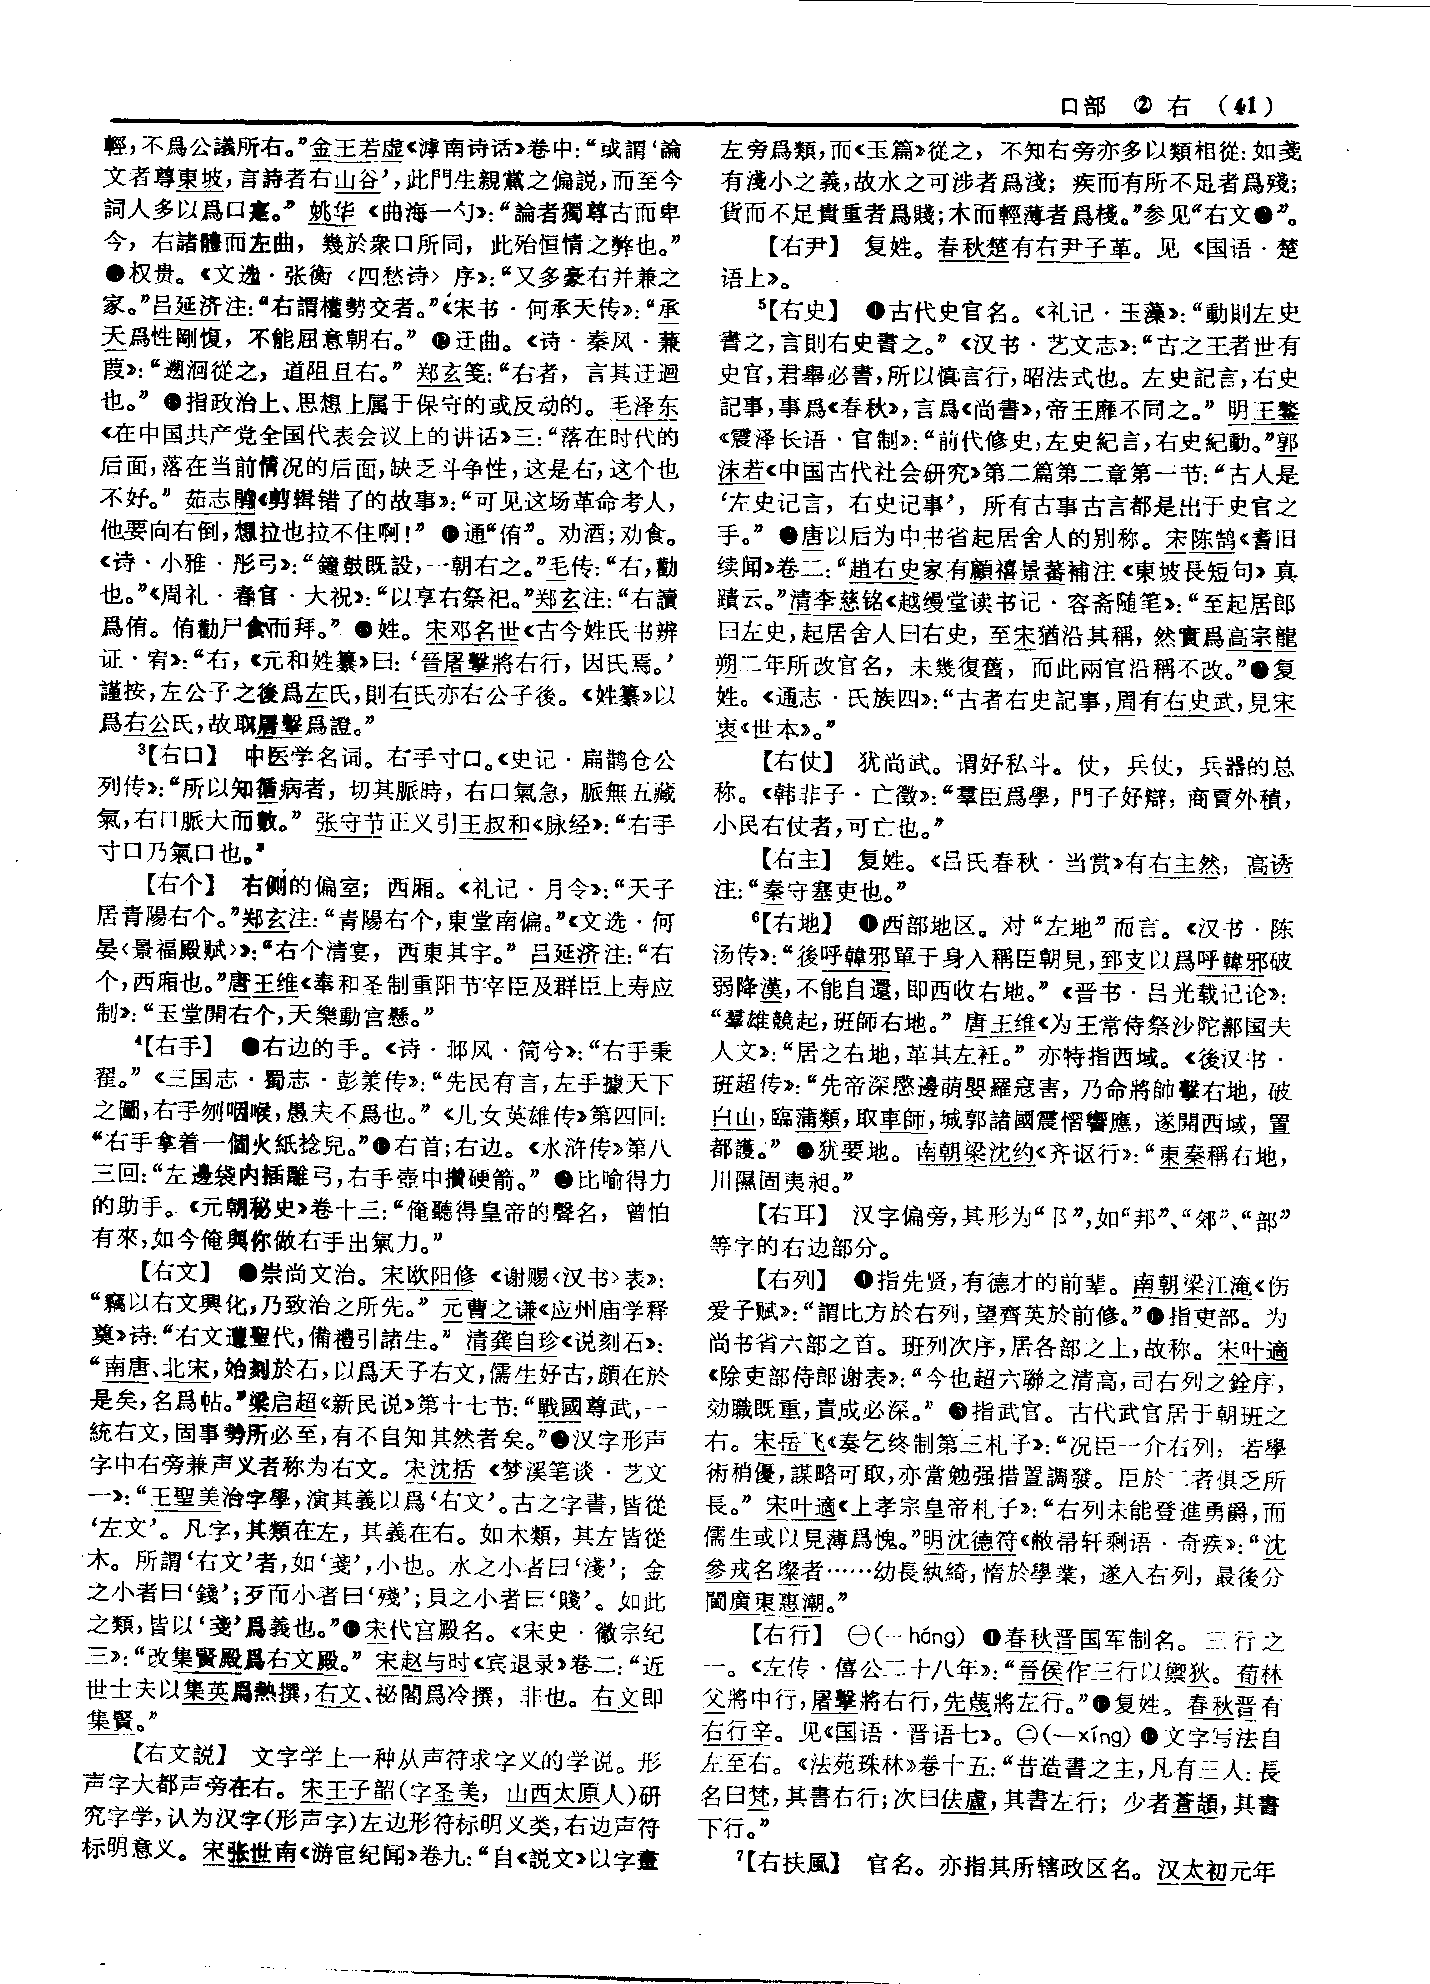 口部 ② 右 (41)
輕，不爲公議所右。”金王若虚《滹南诗话》卷中：“或謂‘論
文者尊東坡，言詩者右山谷’，此門生親黨之偏説，而至今
詞人多以爲口寔。” 姚华《曲海一勺》：“論者獨尊古而卑
今，右諸體而左曲，幾於衆口所同，此殆恒情之弊也。”
权贵。《文选·张衡〈四愁诗〉序》：“又多豪右并兼之
家。”吕延济注：“右謂權勢交者。”《宋书·何承天传》：“承
天爲性剛愎，不能屈意朝右。” ⓬迂曲。《诗·秦风·蒹
葭》：“遡洄從之，道阻且右。” 郑玄笺：“右者，言其迂迴
也。” 指政治上、思想上属于保守的或反动的。毛泽东
《在中国共产党全国代表会议上的讲话》三：“落在时代的
后面，落在当前情况的后面，缺乏斗争性，这是右，这个也
不好。” 茹志鹃《剪辑错了的故事》：“可见这场革命考人，
他要向右倒，想拉也拉不住啊！” 通“侑”。劝酒；劝食。
《诗·小雅·彤弓》：“鐘鼓既設，一朝右之。”毛传：“右，勸
也。”《周礼·春官·大祝》：“以享右祭祀。”郑玄注：“右讀
爲侑。侑勸尸食而拜。” 姓。宋邓名世《古今姓氏书辨
证·宥》：“右，《元和姓纂》曰：‘晉屠擊將右行，因氏焉。’
謹按，左公子之後爲左氏，則右氏亦右公子後。《姓纂》以
爲右公氏，故取屠擊爲證。”
³【右口】 中医学名词。右手寸口。《史记·扁鹊仓公
列传》：“所以知循病者，切其脈時，右口氣急，脈無五藏
氣，右口脈大而數。” 张守节正义引王叔和《脉经》：“右手
寸口乃氣口也。”
【右个】 右侧的偏室；西厢。《礼记·月令》：“天子
居青陽右个。”郑玄注：“青陽右个，東堂南偏。”《文选·何
晏〈景福殿赋〉》：“右个清宴，西東其宇。” 吕延济注：“右
个，西廂也。”唐王维《奉和圣制重阳节宰臣及群臣上寿应
制》：“玉堂開右个，天樂動宫懸。”
⁴【右手】 ❶右边的手。《诗·邶风·简兮》：“右手秉
翟。” 《三国志·蜀志·彭羕传》：“先民有言，左手據天下
之圖，右手刎咽喉，愚夫不爲也。” 《儿女英雄传》第四回：
“右手拿着一個火紙捻兒。”❷右首；右边。《水浒传》第八
三回：“左邊袋内插雕弓，右手壺中攢硬箭。” ❸比喻得力
的助手。《元朝秘史》卷十三：“俺聽得皇帝的聲名，曾怕
有來，如今俺與你做右手出氣力。”
【右文】 ❶崇尚文治。宋欧阳修《谢赐〈汉书〉表》：
“竊以右文興化，乃致治之所先。” 元曹之谦《应州庙学释
奠》诗：“右文遭聖代，備禮引諸生。” 清龚自珍《说刻石》：
“南唐、北宋，始刻於石，以爲天子右文，儒生好古，頗在於
是矣，名爲帖。”梁启超《新民说》第十七节：“戰國尊武，一
統右文，固事勢所必至，有不自知其然者矣。”❷汉字形声
字中右旁兼声义者称为右文。宋沈括《梦溪笔谈·艺文
一》：“王聖美治字學，演其義以爲‘右文’。古之字書，皆從
‘左文’。凡字，其類在左，其義在右。如木類，其左皆從
木。所謂‘右文’者，如‘戔’，小也。水之小者曰‘淺’；金
之小者曰‘錢’；歹而小者曰‘殘’；貝之小者曰‘賤’。如此
之類，皆以‘戔’爲義也。”❸宋代宫殿名。《宋史·徽宗纪
三》：“改集賢殿爲右文殿。” 宋赵与时《宾退录》卷二：“近
世士夫以集英爲熱撰，右文、祕閣爲冷撰，非也。右文即
集賢。”
【右文説】 文字学上一种从声符求字义的学说。形
声字大都声旁在右。宋王子韶（字圣美，山西太原人）研
究字学，认为汉字（形声字）左边形符标明义类，右边声符
标明意义。宋张世南《游宦纪闻》卷九：“自《説文》以字畫
左旁爲類，而《玉篇》從之，不知右旁亦多以類相從：如戔
有淺小之義，故水之可涉者爲淺；疾而有所不足者爲殘；
貨而不足貴重者爲賤；木而輕薄者爲棧。”参见“右文❷”。
【右尹】 复姓。春秋楚有右尹子革。见《国语·楚
语上》。
⁵【右史】 ❶古代史官名。《礼记·玉藻》：“動則左史
書之，言則右史書之。” 《汉书·艺文志》：“古之王者世有
史官，君舉必書，所以慎言行，昭法式也。左史記言，右史
記事，事爲《春秋》，言爲《尚書》，帝王靡不同之。” 明王鏊
《震泽长语·官制》：“前代修史，左史紀言，右史紀動。”郭
沫若《中国古代社会研究》第二篇第二章第一节：“古人是
‘左史记言，右史记事’，所有古事古言都是出于史官之
手。” ❷唐以后为中书省起居舍人的别称。宋陈鹄《耆旧
续闻》卷二：“趙右史家有顧禧景蕃補注《東坡長短句》真
蹟云。”清李慈铭《越缦堂读书记·容斋随笔》：“至起居郎
曰左史，起居舍人曰右史，至宋猶沿其稱，然實爲高宗龍
朔二年所改官名，未幾復舊，而此兩官沿稱不改。”❸复
姓。《通志·氏族四》：“古者右史記事，周有右史武，見宋
衷《世本》。”
【右仗】 犹尚武。谓好私斗。仗，兵仗，兵器的总
称。《韩非子·亡徵》：“羣臣爲學，門子好辯，商賈外積，
小民右仗者，可亡也。”
【右主】 复姓。《吕氏春秋·当赏》有右主然，高诱
注：“秦守塞吏也。”
⁶【右地】 ❶西部地区。对“左地”而言。《汉书·陈
汤传》：“後呼韓邪單于身入稱臣朝見，郅支以爲呼韓邪破
弱降漢，不能自還，即西收右地。” 《晋书·吕光载记论》：
“羣雄競起，班師右地。” 唐王维《为王常侍祭沙陀鄯国夫
人文》：“居之右地，革其左衽。” 亦特指西域。《後汉书·
班超传》：“先帝深愍邊萌嬰羅寇害，乃命將帥擊右地，破
白山，臨蒲類，取車師，城郭諸國震慴響應，遂開西域，置
都護。” ❷犹要地。南朝梁沈约《齐讴行》：“東秦稱右地，
川隰固夷昶。”
【右耳】 汉字偏旁，其形为“阝”，如“邦”、“郊”、“部”
等字的右边部分。
【右列】 ❶指先贤，有德才的前辈。南朝梁江淹《伤
爱子赋》：“謂比方於右列，望齊英於前修。”❷指吏部。为
尚书省六部之首。班列次序，居各部之上，故称。宋叶適
《除吏部侍郎谢表》：“今也超六聯之清高，司右列之銓序，
効職既重，責成必深。” ❸指武官。古代武官居于朝班之
右。宋岳飞《奏乞终制第三札子》：“况臣一介右列，若學
術稍優，謀略可取，亦當勉强措置調發。臣於二者俱乏所
長。” 宋叶適《上孝宗皇帝札子》：“右列未能登進勇爵，而
儒生或以見薄爲愧。”明沈德符《敝帚轩剩语·奇疾》：“沈
參戎名璨者……幼長紈綺，惰於學業，遂入右列，最後分
閫廣東惠潮。”
【右行】 ㊀（一háng） ❶春秋晋国军制名。三行之
一。《左传·僖公二十八年》：“晉侯作三行以禦狄。荀林
父將中行，屠擊將右行，先蔑將左行。”❷复姓。春秋晋有
右行辛。见《国语·晋语七》。㊁（一xíng） ❶文字写法自
左至右。《法苑珠林》卷十五：“昔造書之主，凡有三人：長
名曰梵，其書右行；次曰佉盧，其書左行；少者蒼頡，其書
下行。”
⁷【右扶風】 官名。亦指其所辖政区名。汉太初元年